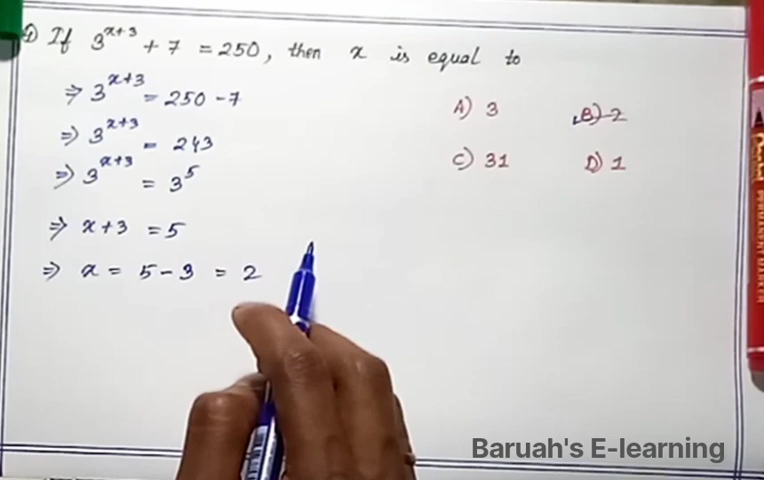 1) If 3^{x+3} + 7 = 250, then x is equal to
⇒ 3^{x+3} = 250 - 7
⇒ 3^{x+3} = 243
⇒ 3^{x+3} = 3^5
⇒ x+3 = 5
⇒ x = 5 - 3 = 2
A) 3 B) 2
C) 31 D) 1
Baruah's E-learning